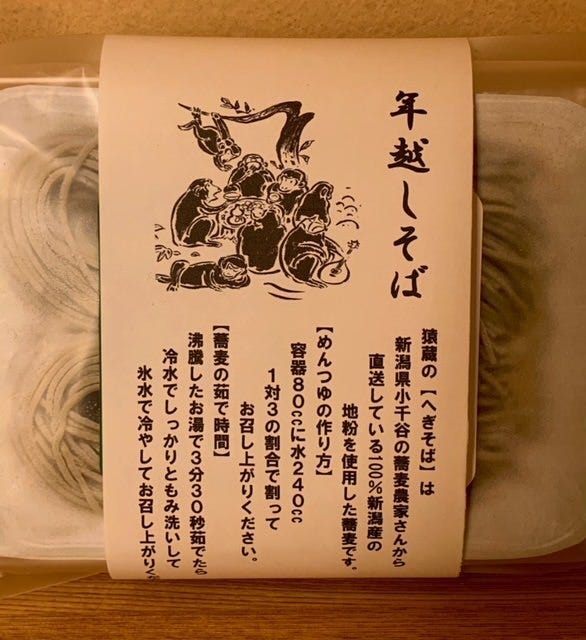 年越しそば
猿蔵の【へぎそば】は
新潟県小千谷の蕎麦農家さんから
直送している100%新潟産の
地粉を使用した蕎麦です。
【めんつゆの作り方】
容器80ccに水240cc
1対3の割合で割って
お召し上がりください。
【蕎麦の茹で時間】
沸騰したお湯で3分30秒茹でたら
冷水でしっかりともみ洗いして
氷水で冷やしてお召し上がりく